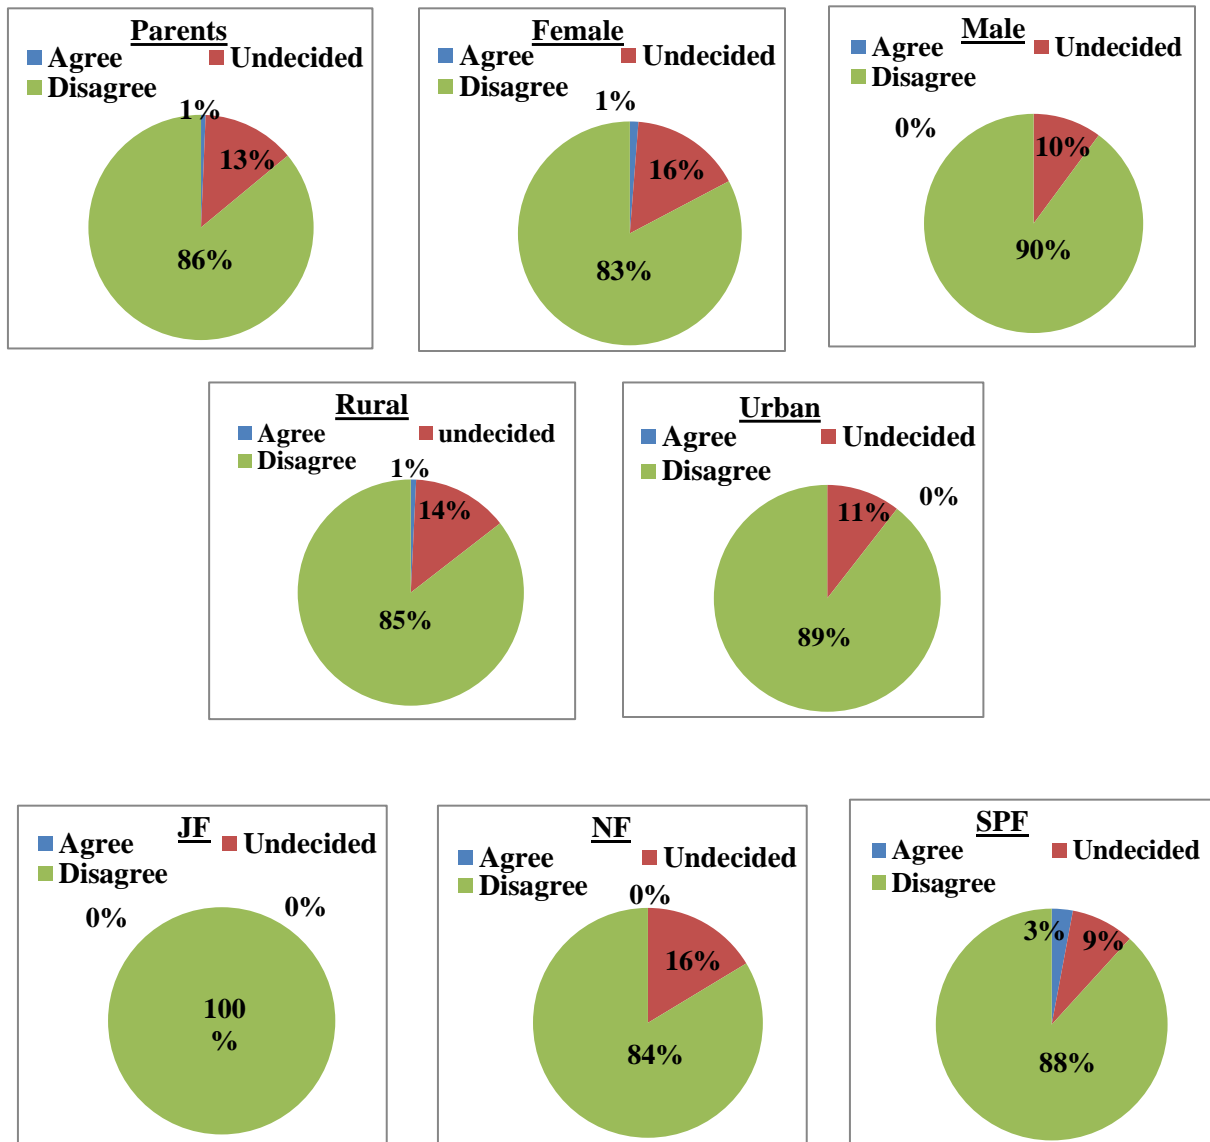 Parents
Agree Undecided
Disagree
1%
13%
86%
Female
Agree Undecided
Disagree
1%
16%
83%
Male
Agree Undecided
Disagree
0%
10%
90%
Rural
Agree undecided
Disagree
1%
14%
85%
Urban
Agree Undecided
Disagree
0%
11%
89%
JF
Agree Undecided
Disagree
0%
0%
100
%
NF
Agree Undecided
Disagree
0%
16%
84%
SPF
Agree Undecided
Disagree
3%
9%
88%